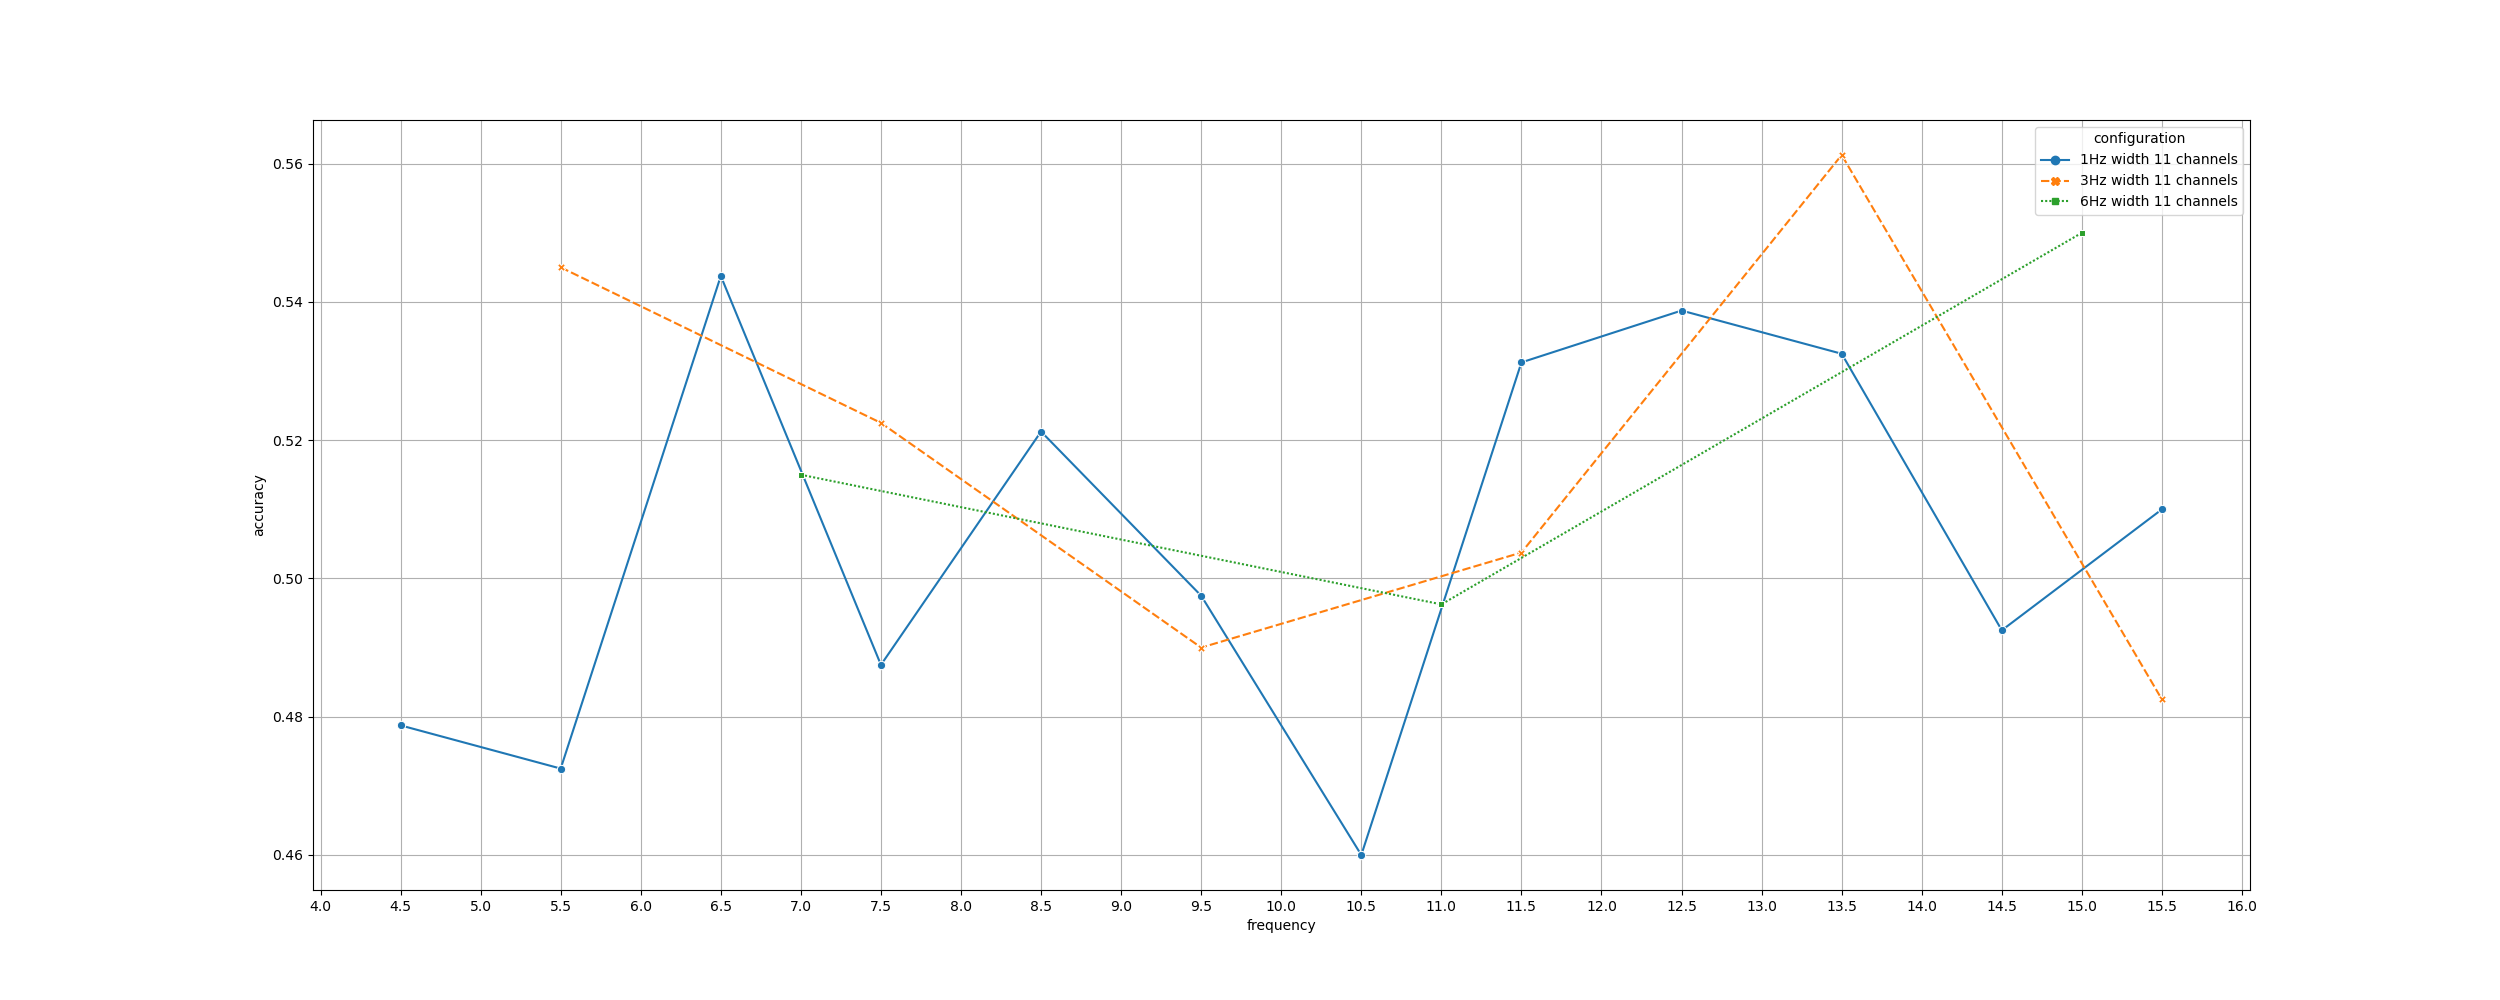 configuration
1Hz width 11 channels
3Hz width 11 channels
6Hz width 11 channels
0.56
0.54
0.52
0.50
0.48
0.46
accuracy
4.0 4.5 5.0 5.5 6.0 6.5 7.0 7.5 8.0 8.5 9.0 9.5 10.0 10.5 11.0 11.5 12.0 12.5 13.0 13.5 14.0 14.5 15.0 15.5 16.0
frequency